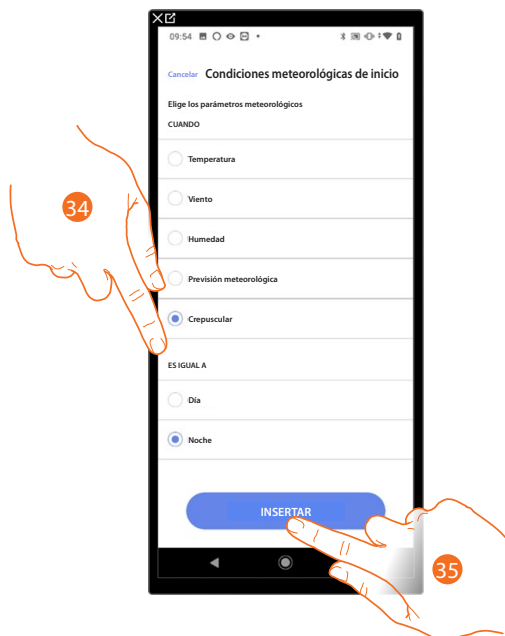 09:54
Cancelar Condiciones meteorológicas de inicio
Elige los parámetros meteorológicos
CUANDO
Temperatura
Viento
Humedad
Previsión meteorológica
Crepuscular
ES IGUAL A
Día
Noche
INSERTAR
34
35